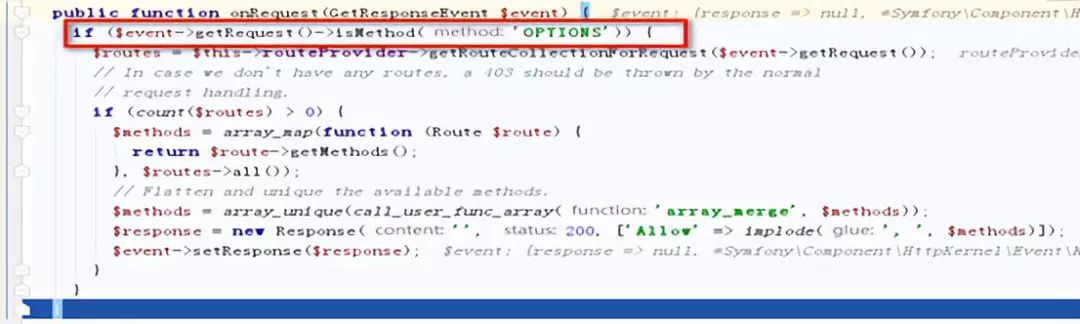 public function onRequest(GetResponseEvent $event) {   $event: {response => null, *Symfony\Component\H
if ($event->getRequest()->isMethod( method: 'OPTIONS')) {
$routes = $this->routeProvider->getRouteCollectionForRequest($event->getRequest());   routeProvide
// In case we don't have any routes, a 403 should be thrown by the normal
// request handling.
if (count($routes) > 0) {
$methods = array_map(function (Route $route) {
return $route->getMethods();
}, $routes->all());
// Flatten and unique the available methods.
$methods = array_unique(call_user_func_array( function: 'array_merge', $methods));
$response = new Response( content: '',  status: 200, ['Allow' => implode( glue: ', ', $methods)]);
$event->setResponse($response);   $event: {response => null, *Symfony\Component\HttpKernel\Event\K
}
}